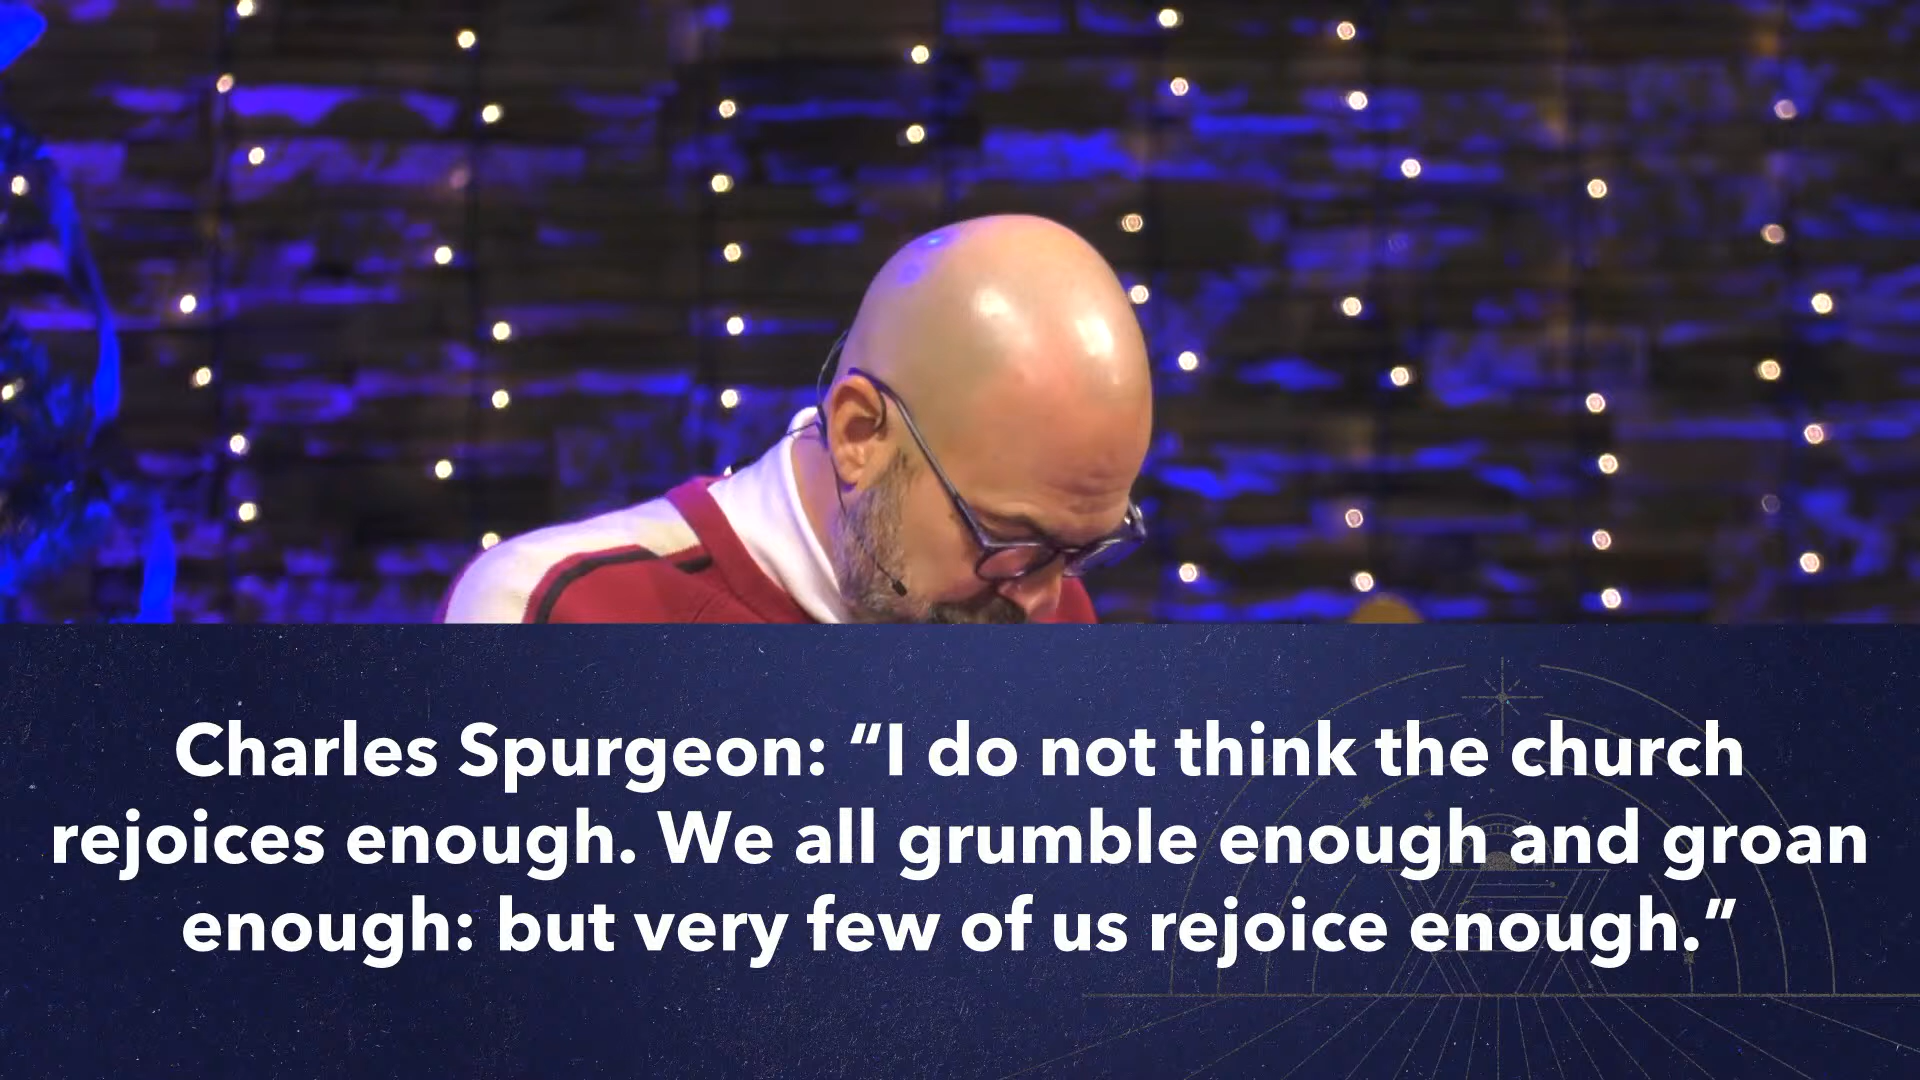 Charles Spurgeon: “I do not think the church
rejoices enough. We all grumble enough and groan
enough: but very few of us rejoice enough.”